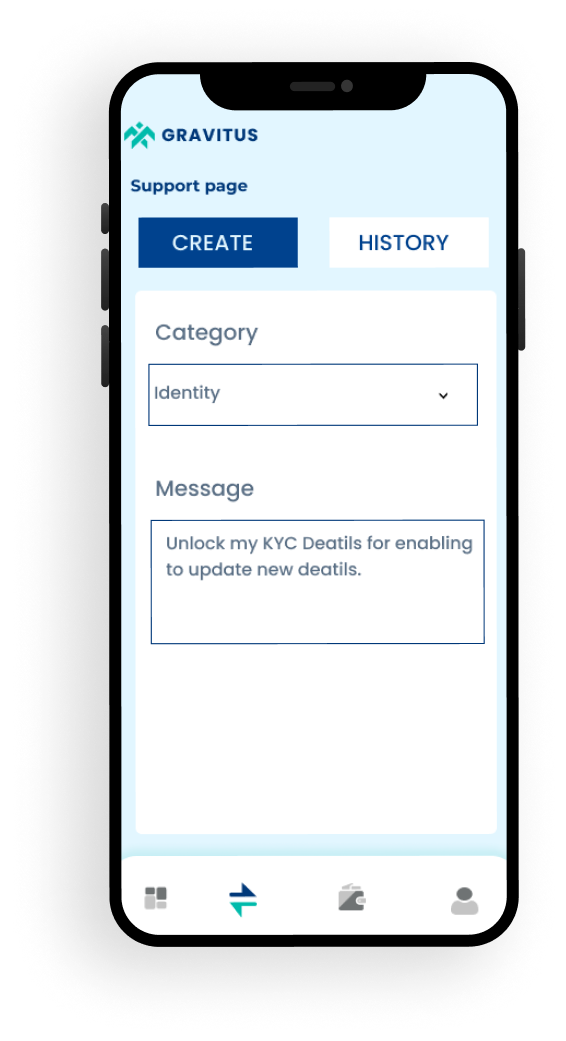 GRAVITUS
Support page
CREATE
HISTORY
Category
Identity
Message
Unlock my KYC Deatils for enabling
to update new deatils.